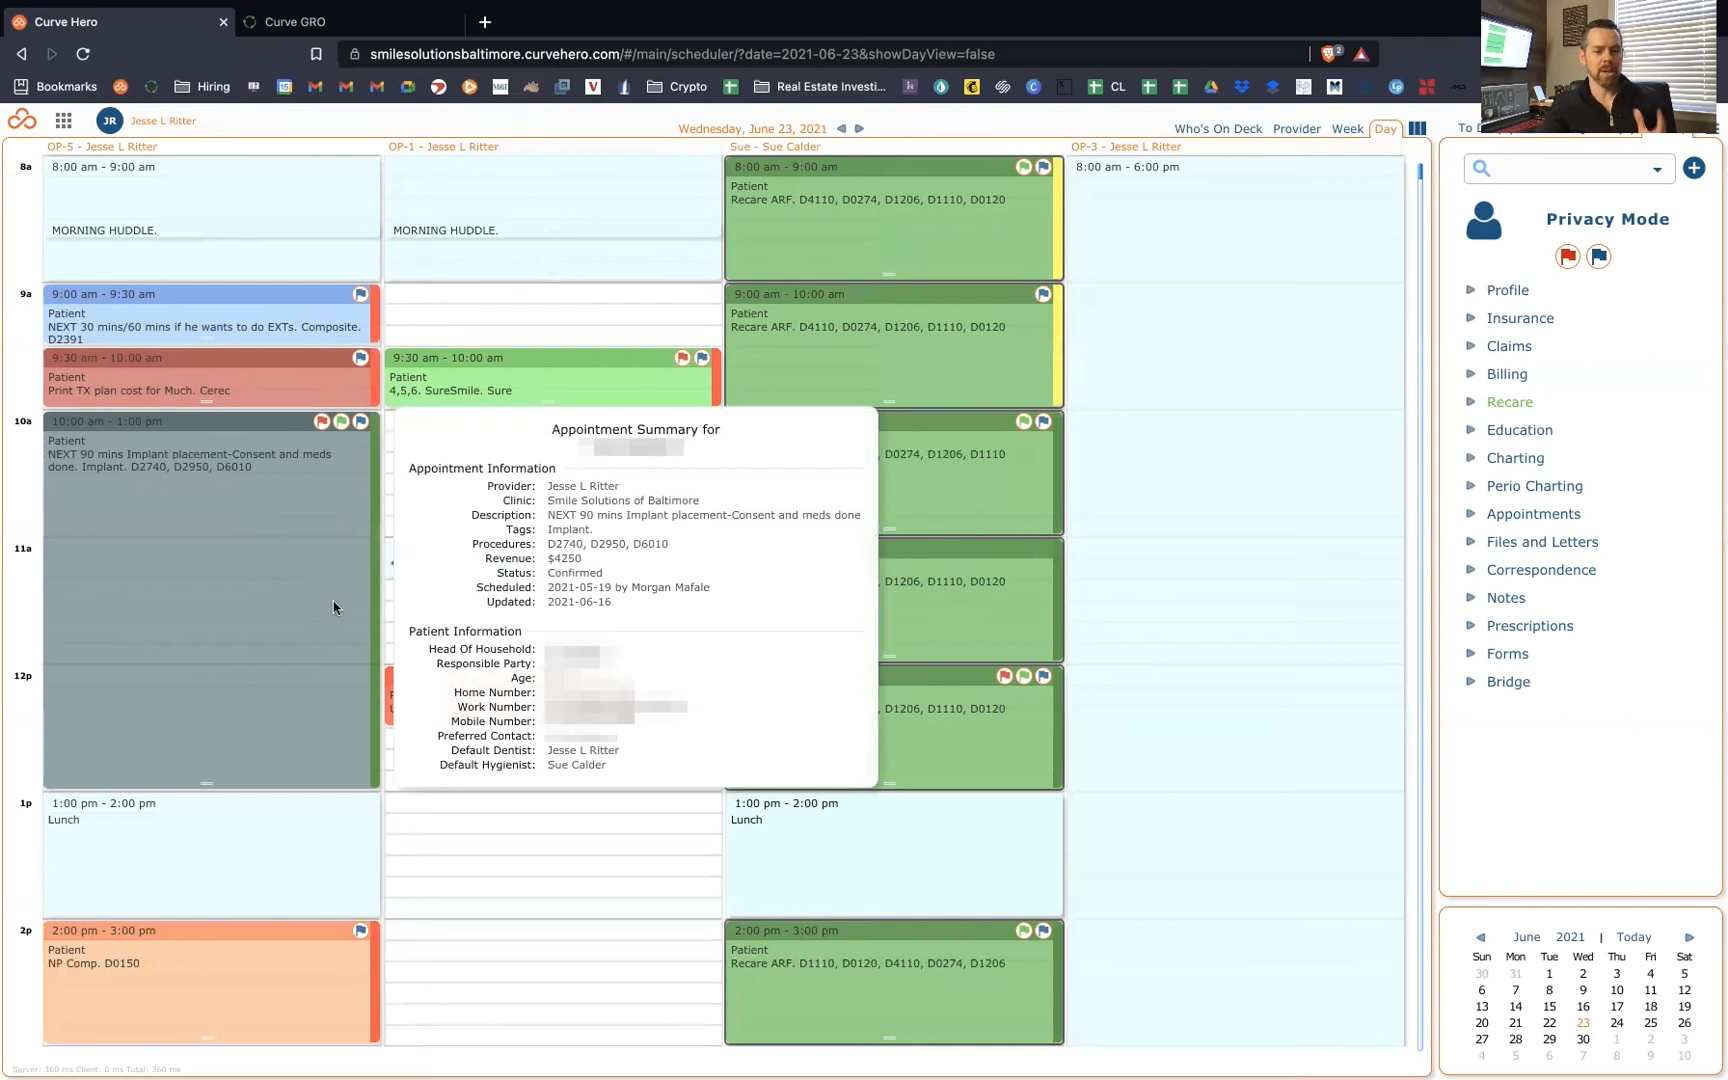 Curve Hero
Curve GRO
smilesolutionsbaltimore.curvehero.com/#/main/scheduler/?date=2021-06-23&showDayView=false
2
Bookmarks
Hiring
Crypto
Real Estate Investi...
CL
JR
Jesse L Ritter
Wednesday, June 23, 2021
Who's On Deck
Provider
Week
Day
To D
OP-5 - Jesse L Ritter
OP-1 - Jesse L Ritter
Sue - Sue Calder
OP-3 - Jesse L Ritter
8a
9a
10a
11a
12p
1p
2p
8:00 am - 9:00 am
MORNING HUDDLE.
9:00 am - 9:30 am
Patient
NEXT 30 mins/60 mins if he wants to do EXTs. Composite.
D2391
9:30 am - 10:00 am
Patient
Print TX plan cost for Much. Cerec
10:00 am - 1:00 pm
Patient
NEXT 90 mins Implant placement-Consent and meds
done. Implant. D2740, D2950, D6010
1:00 pm - 2:00 pm
Lunch
2:00 pm - 3:00 pm
Patient
NP Comp. D0150
MORNING HUDDLE.
9:30 am - 10:00 am
Patient
4,5,6. SureSmile. Sure
Appointment Summary for
Appointment Information
Provider: Jesse L Ritter
Clinic: Smile Solutions of Baltimore
Description: NEXT 90 mins Implant placement-Consent and meds done
Tags: Implant.
Procedures: D2740, D2950, D6010
Revenue: $4250
Status: Confirmed
Scheduled: 2021-05-19 by Morgan Mafale
Updated: 2021-06-16
Patient Information
Head Of Household:
Responsible Party:
Age:
Home Number:
Work Number:
Mobile Number:
Preferred Contact:
Default Dentist: Jesse L Ritter
Default Hygienist: Sue Calder
8:00 am - 9:00 am
Patient
Recare ARF. D4110, D0274, D1206, D1110, D0120
9:00 am - 10:00 am
Patient
Recare ARF. D4110, D0274, D1206, D1110, D0120
, D0274, D1206, D1110
, D1206, D1110, D0120
, D1206, D1110, D0120
1:00 pm - 2:00 pm
Lunch
2:00 pm - 3:00 pm
Patient
Recare ARF. D1110, D0120, D4110, D0274, D1206
8:00 am - 6:00 pm
Privacy Mode
Profile
Insurance
Claims
Billing
Recare
Education
Charting
Perio Charting
Appointments
Files and Letters
Correspondence
Notes
Prescriptions
Forms
Bridge
June 2021 | Today
Sun Mon Tue Wed Thu Fri Sat
30 31 1 2 3 4 5
6 7 8 9 10 11 12
13 14 15 16 17 18 19
20 21 22 23 24 25 26
27 28 29 30 1 2 3
4 5 6 7 8 9 10
Server: 360 ms Client: 0 ms Total: 360 ms